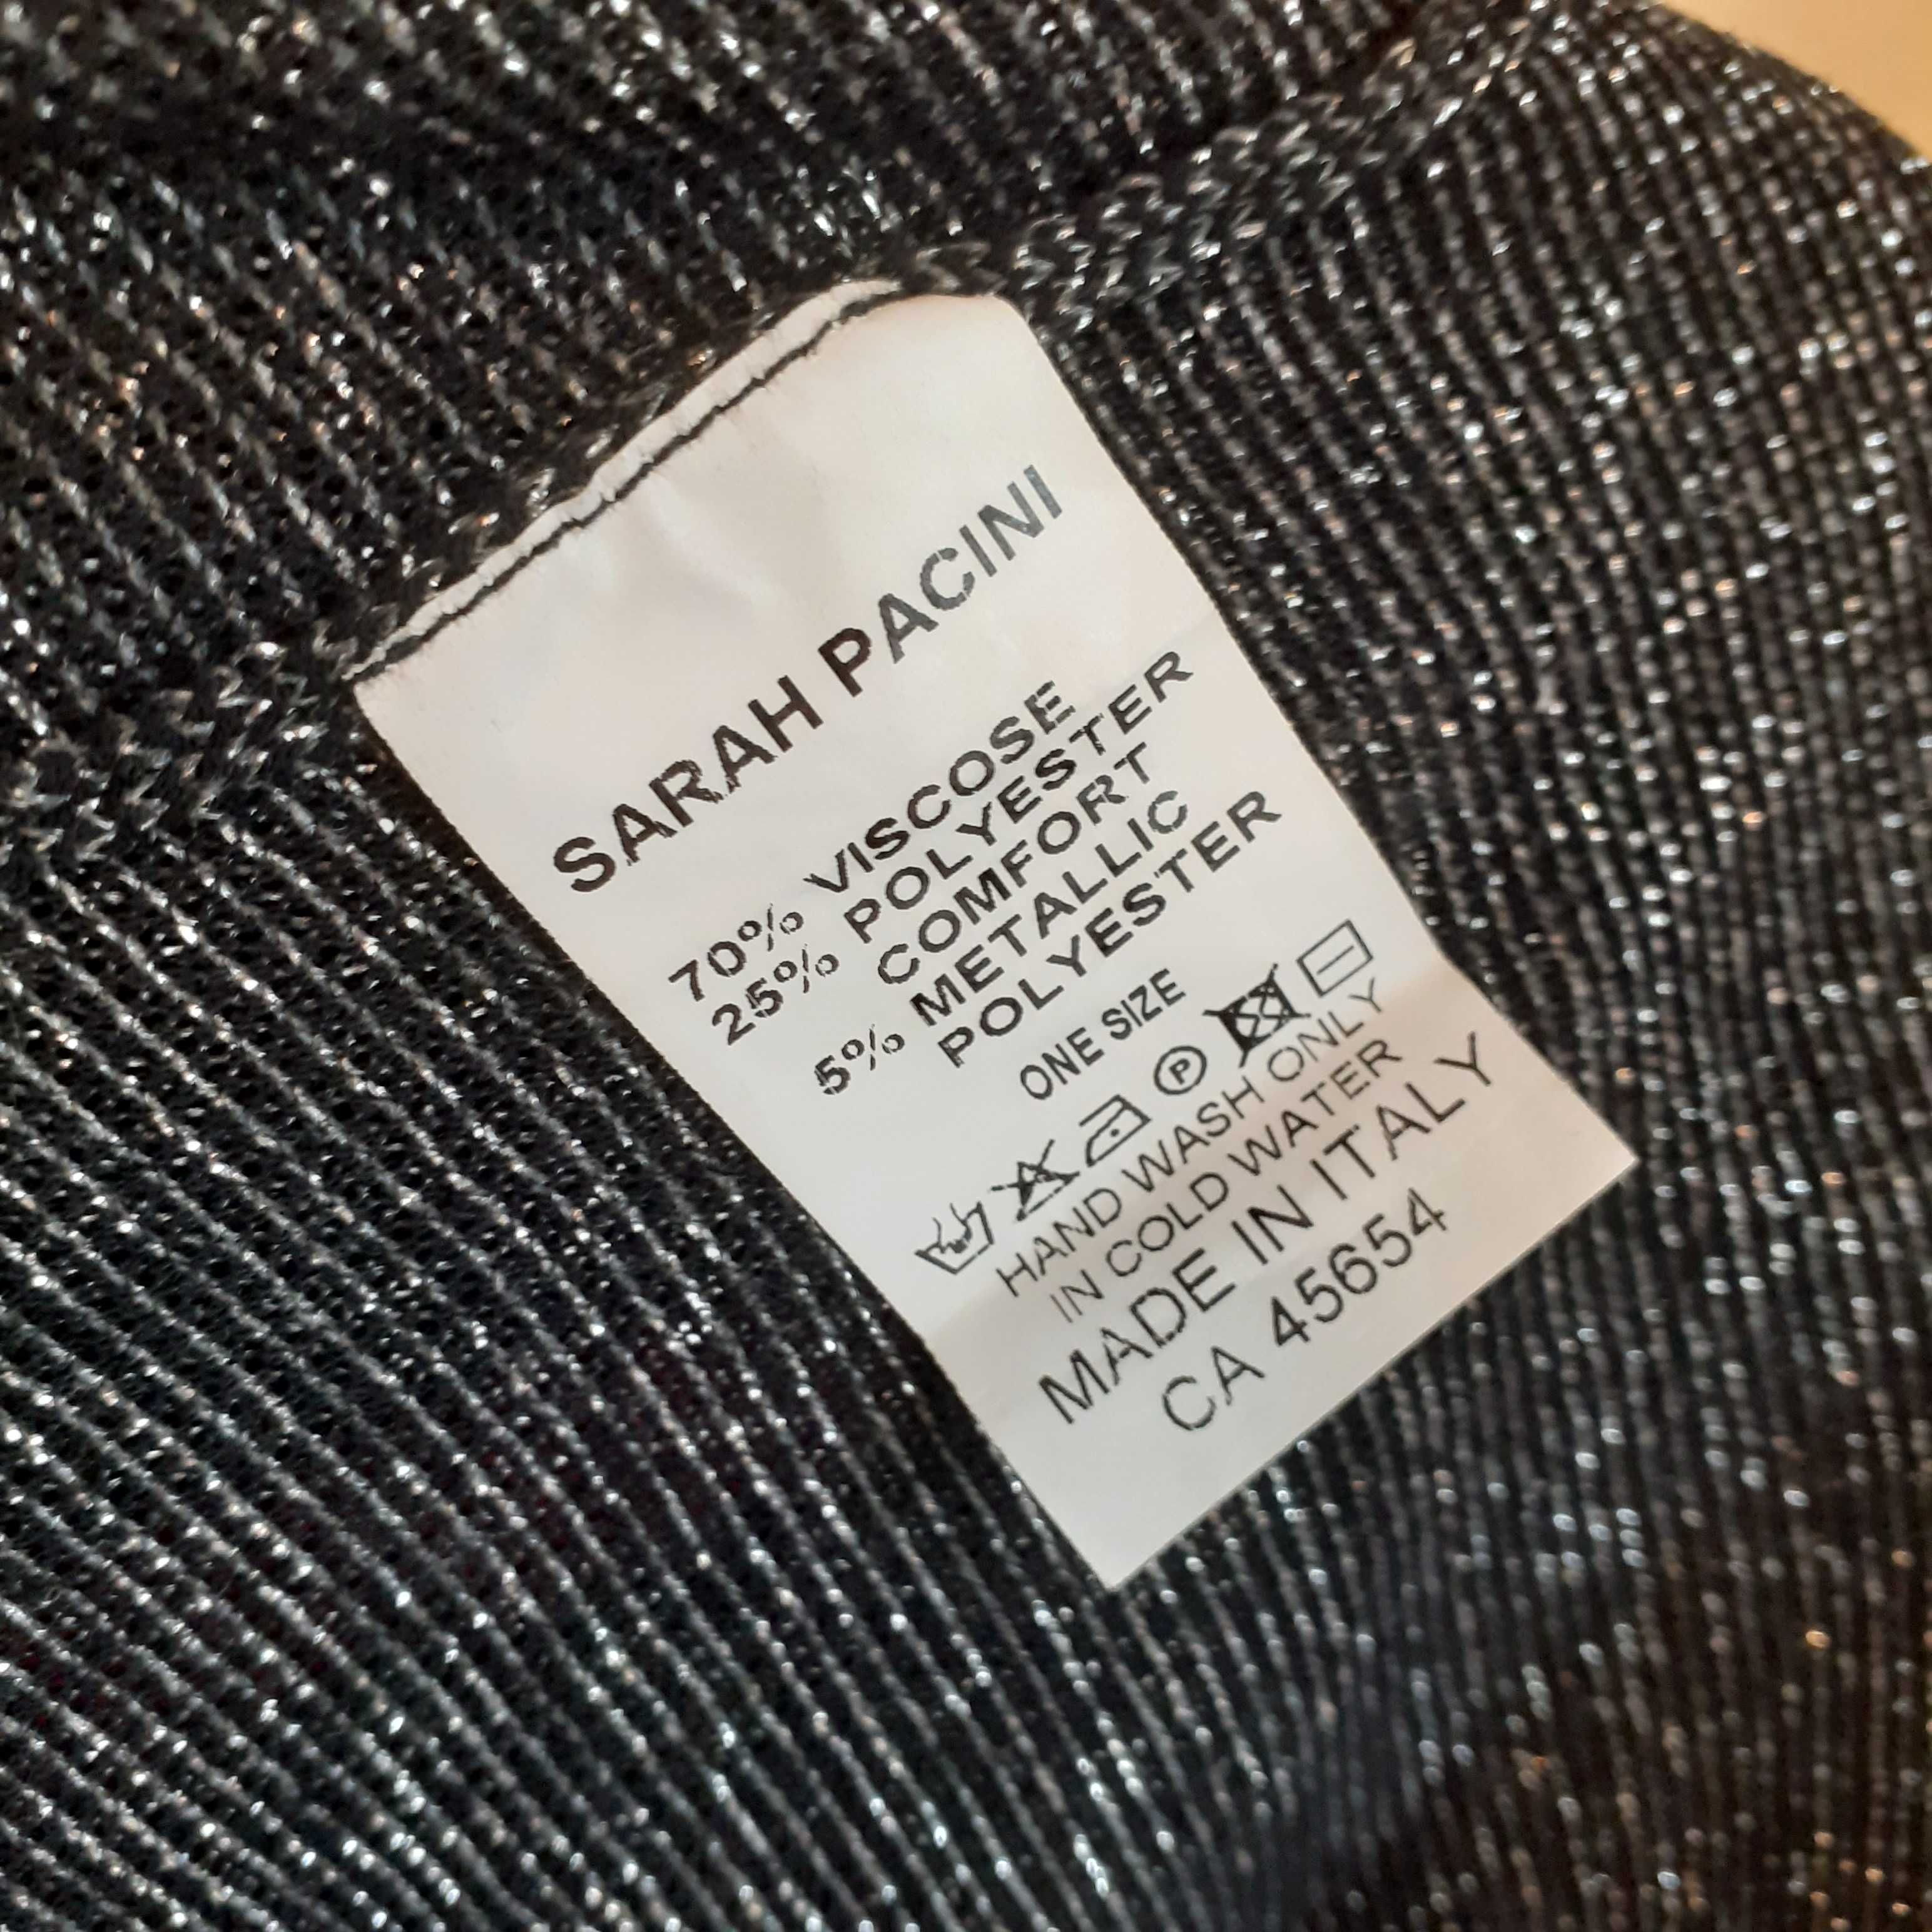 SARAH PACINI
70% VISCOSE
25% POLYESTER
COMFORT
5% METALLIC
POLYESTER
ONE SIZE
P
HAND WASH ONLY
IN COLD WATER
MADE IN ITALY
CA 45654